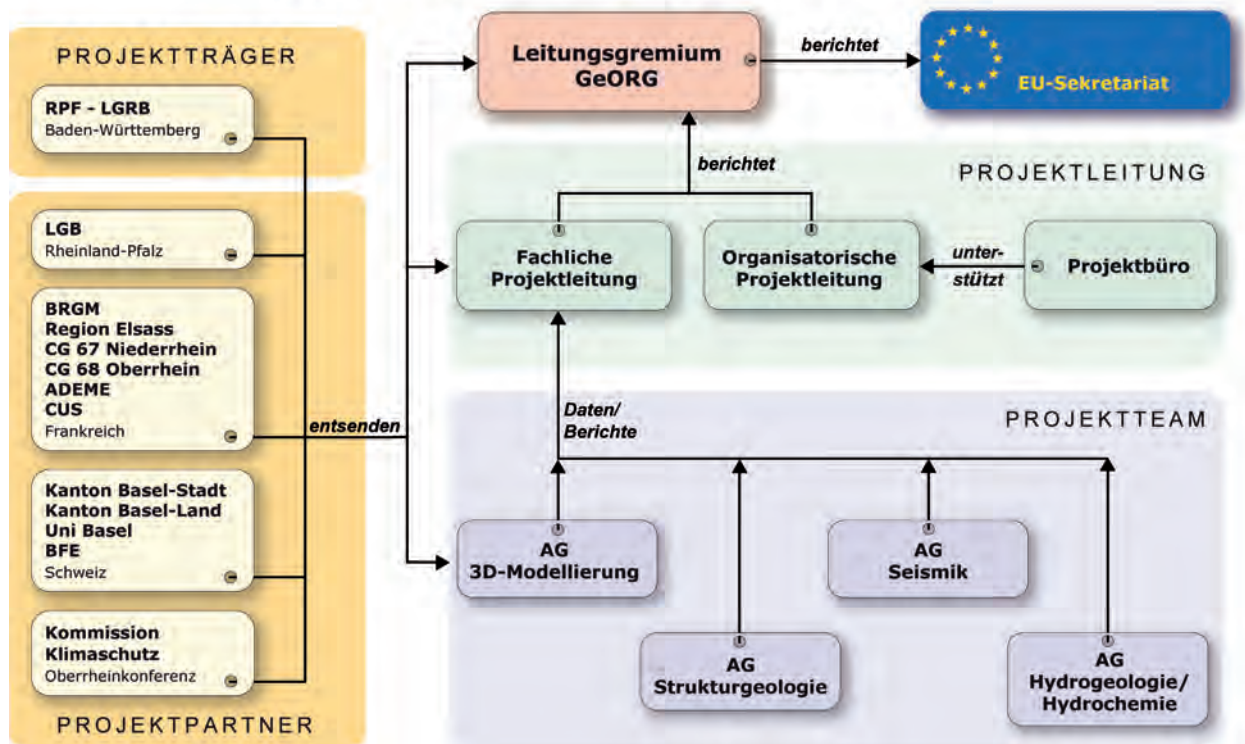 PROJEKTTRÄGER
RPF - LGRB
Baden-Württemberg
LGB
Rheinland-Pfalz
BRGM
Region Elsass
CG 67 Niederrhein
CG 68 Oberrhein
ADEME
CUS
Frankreich
Kanton Basel-Stadt
Kanton Basel-Land
Uni Basel
BFE
Schweiz
Kommission
Klimaschutz
Oberrheinkonferenz
PROJEKTPARTNER
entsenden
Leitungsgremium
GeORG
berichtet
EU-Sekretariat
berichtet
PROJEKTLEITUNG
Fachliche
Projektleitung
Organisatorische
Projektleitung
unter-
stützt
Projektbüro
Daten/
Berichte
PROJEKTTEAM
AG
3D-Modellierung
AG
Seismik
AG
Strukturgeologie
AG
Hydrogeologie/
Hydrochemie